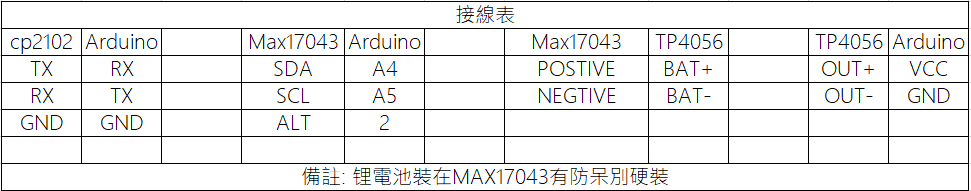 接線表
cp2102 Arduino Max17043 Arduino Max17043 TP4056 TP4056 Arduino
TX RX SDA A4 POSTIVE BAT+ OUT+ VCC
RX TX SCL A5 NEGTIVE BAT- OUT- GND
GND GND ALT 2
備註: 锂電池裝在MAX17043有防呆別硬裝